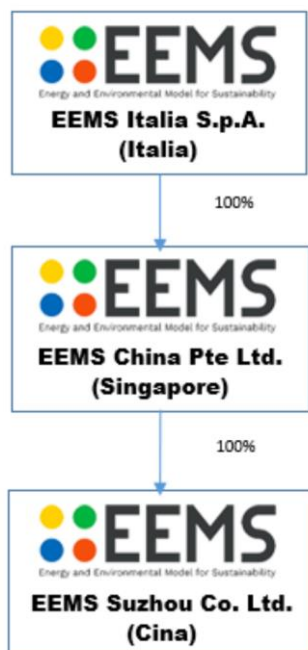 EEMS
Energy and Environmental Model for Sustainability
EEMS Italia S.p.A.
(Italia)
100%
EEMS
Energy and Environmental Model for Sustainability
EEMS China Pte Ltd.
(Singapore)
100%
EEMS
Energy and Environmental Model for Sustainability
EEMS Suzhou Co. Ltd.
(Cina)